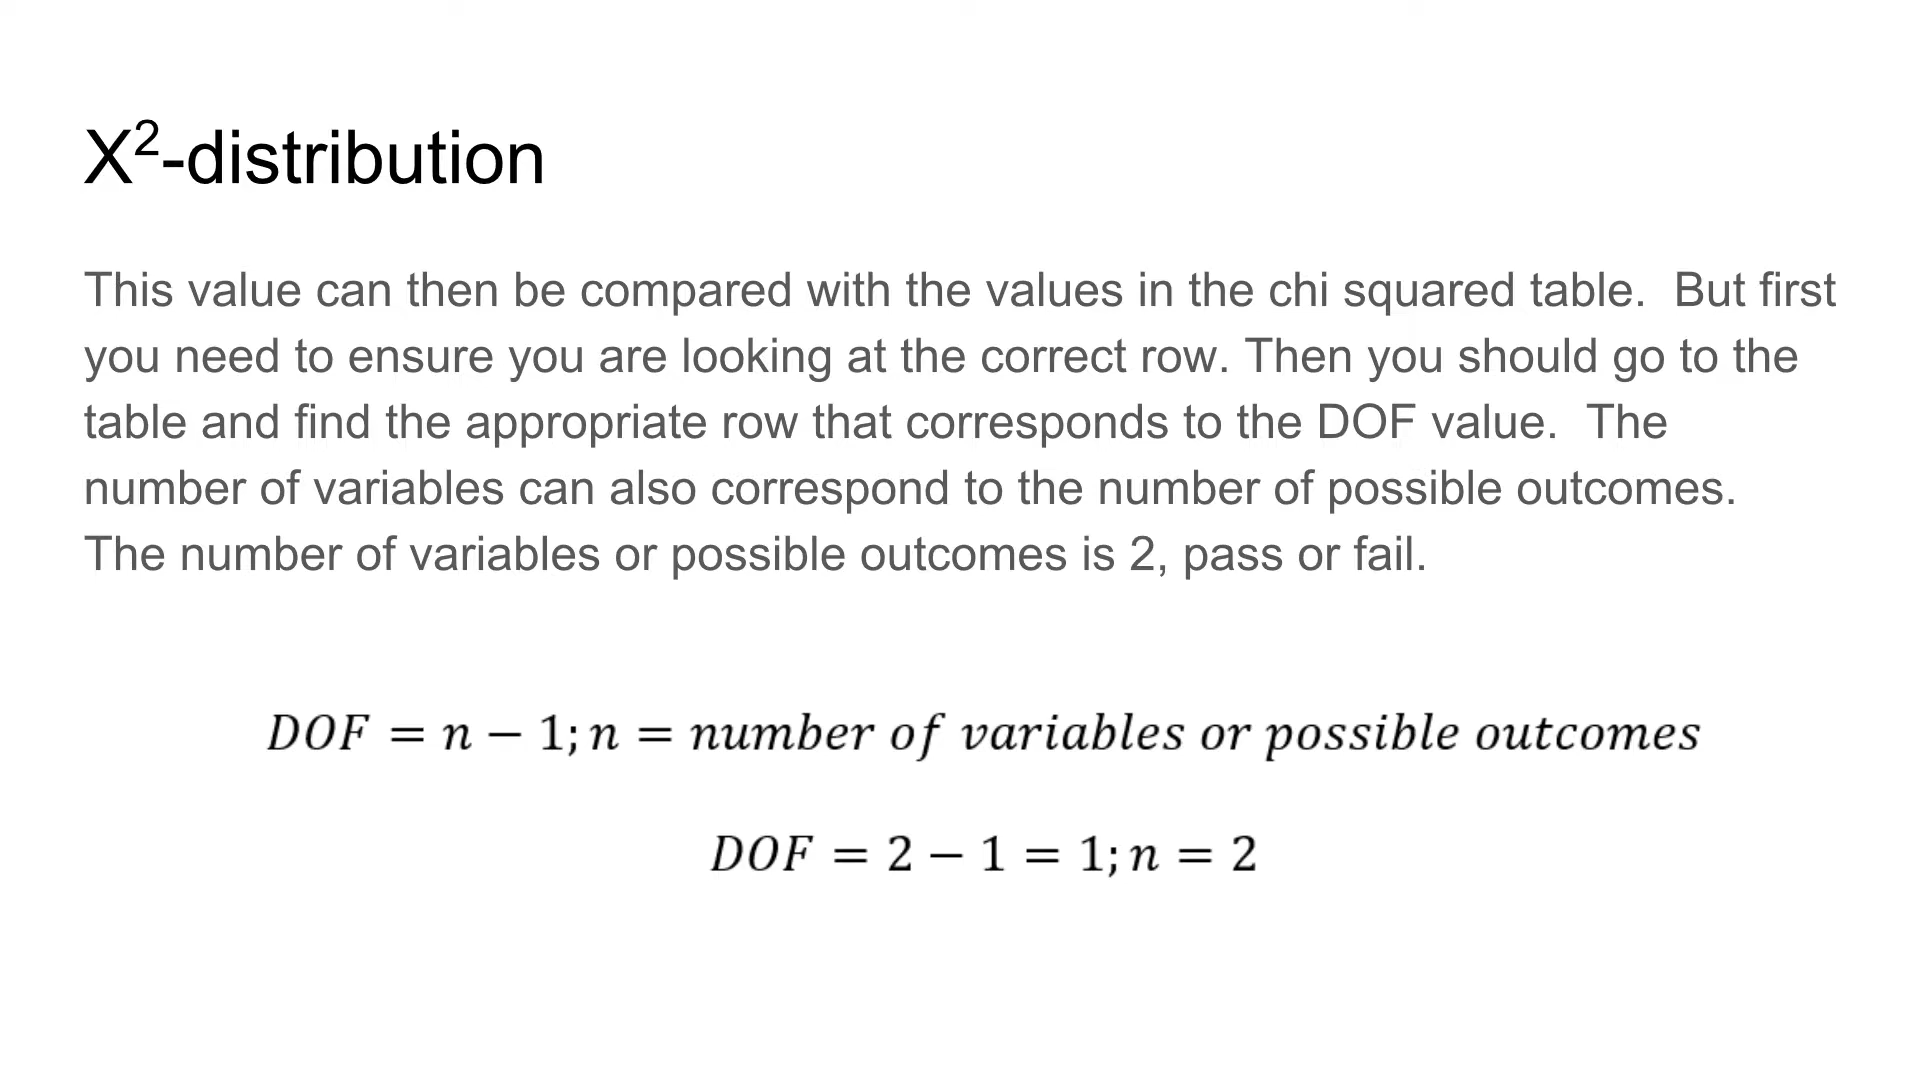 X²-distribution
This value can then be compared with the values in the chi squared table.  But first
you need to ensure you are looking at the correct row. Then you should go to the
table and find the appropriate row that corresponds to the DOF value.  The
number of variables can also correspond to the number of possible outcomes.
The number of variables or possible outcomes is 2, pass or fail.
DOF = n − 1; n = number of variables or possible outcomes
DOF = 2 − 1 = 1; n = 2